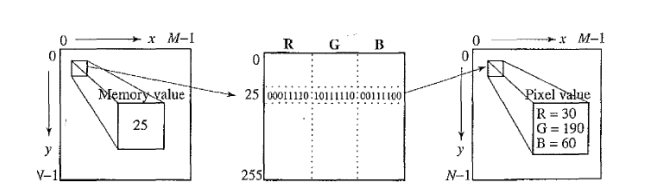 0 x M–1
0
Memory value
25
y
N–1
R G B
0
25 00011110 10111110 00111100
255
0 x M–1
0
Pixel value
R = 30
G = 190
B = 60
y
N–1